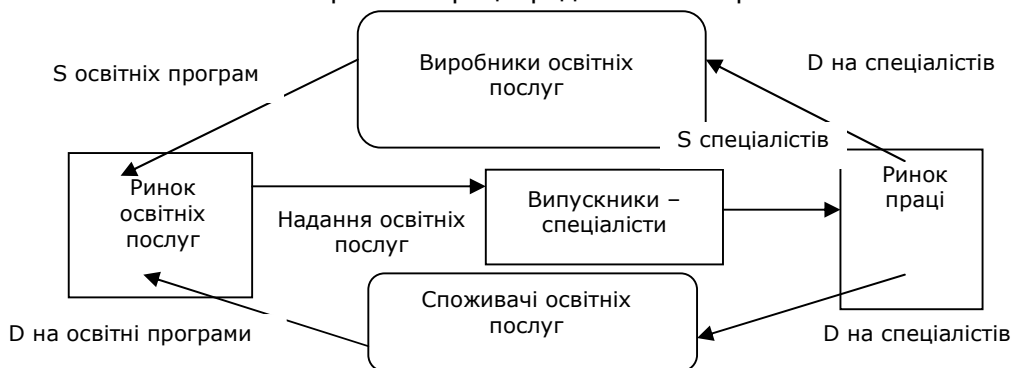 S освітніх програм
Виробники освітніх
послуг
D на спеціалістів
S спеціалістів
Ринок
освітніх
послуг
Надання освітніх
послуг
Випускники –
спеціалісти
Ринок
праці
Споживачі освітніх
послуг
D на освітні програми
D на спеціалістів